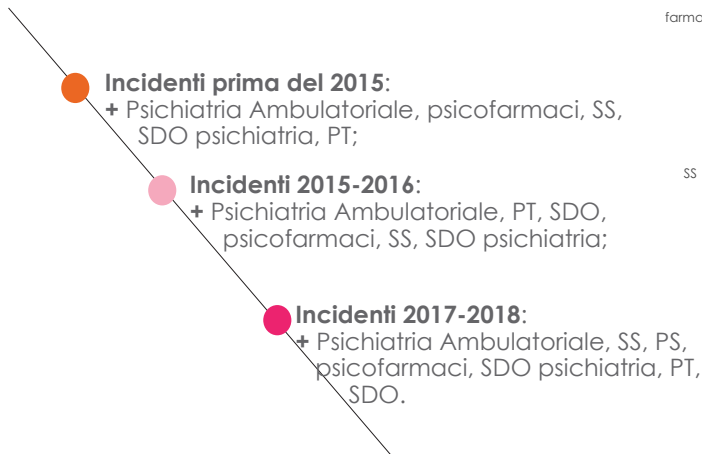 farma
Incidenti prima del 2015:
+ Psichiatria Ambulatoriale, psicofarmaci, SS,
SDO psichiatria, PT;
SS
Incidenti 2015-2016:
+ Psichiatria Ambulatoriale, PT, SDO,
psicofarmaci, SS, SDO psichiatria;
Incidenti 2017-2018:
+ Psichiatria Ambulatoriale, SS, PS,
psicofarmaci, SDO psichiatria, PT,
SDO.